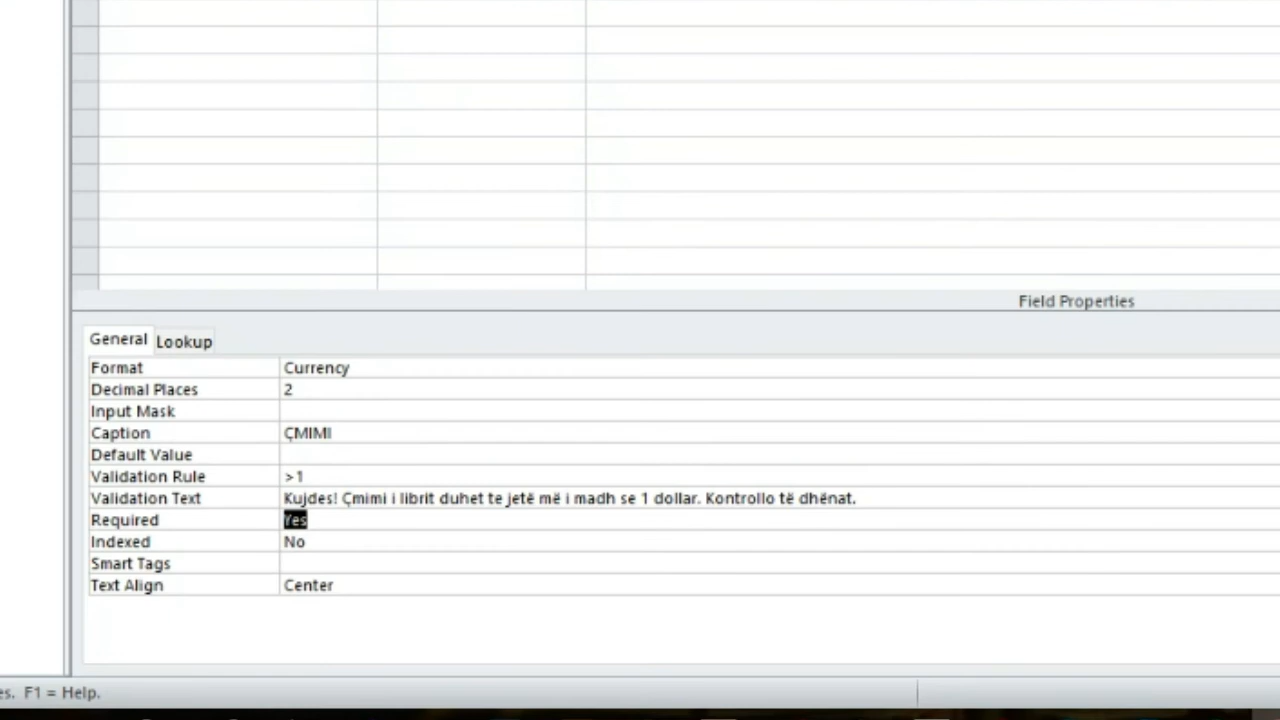 Field Properties
General Lookup
Format Currency
Decimal Places 2
Input Mask
Caption ÇMIMI
Default Value
Validation Rule >1
Validation Text Kujdes! Çmimi i librit duhet te jetë më i madh se 1 dollar. Kontrollo të dhënat.
Required Yes
Indexed No
Smart Tags
Text Align Center
F1 = Help.